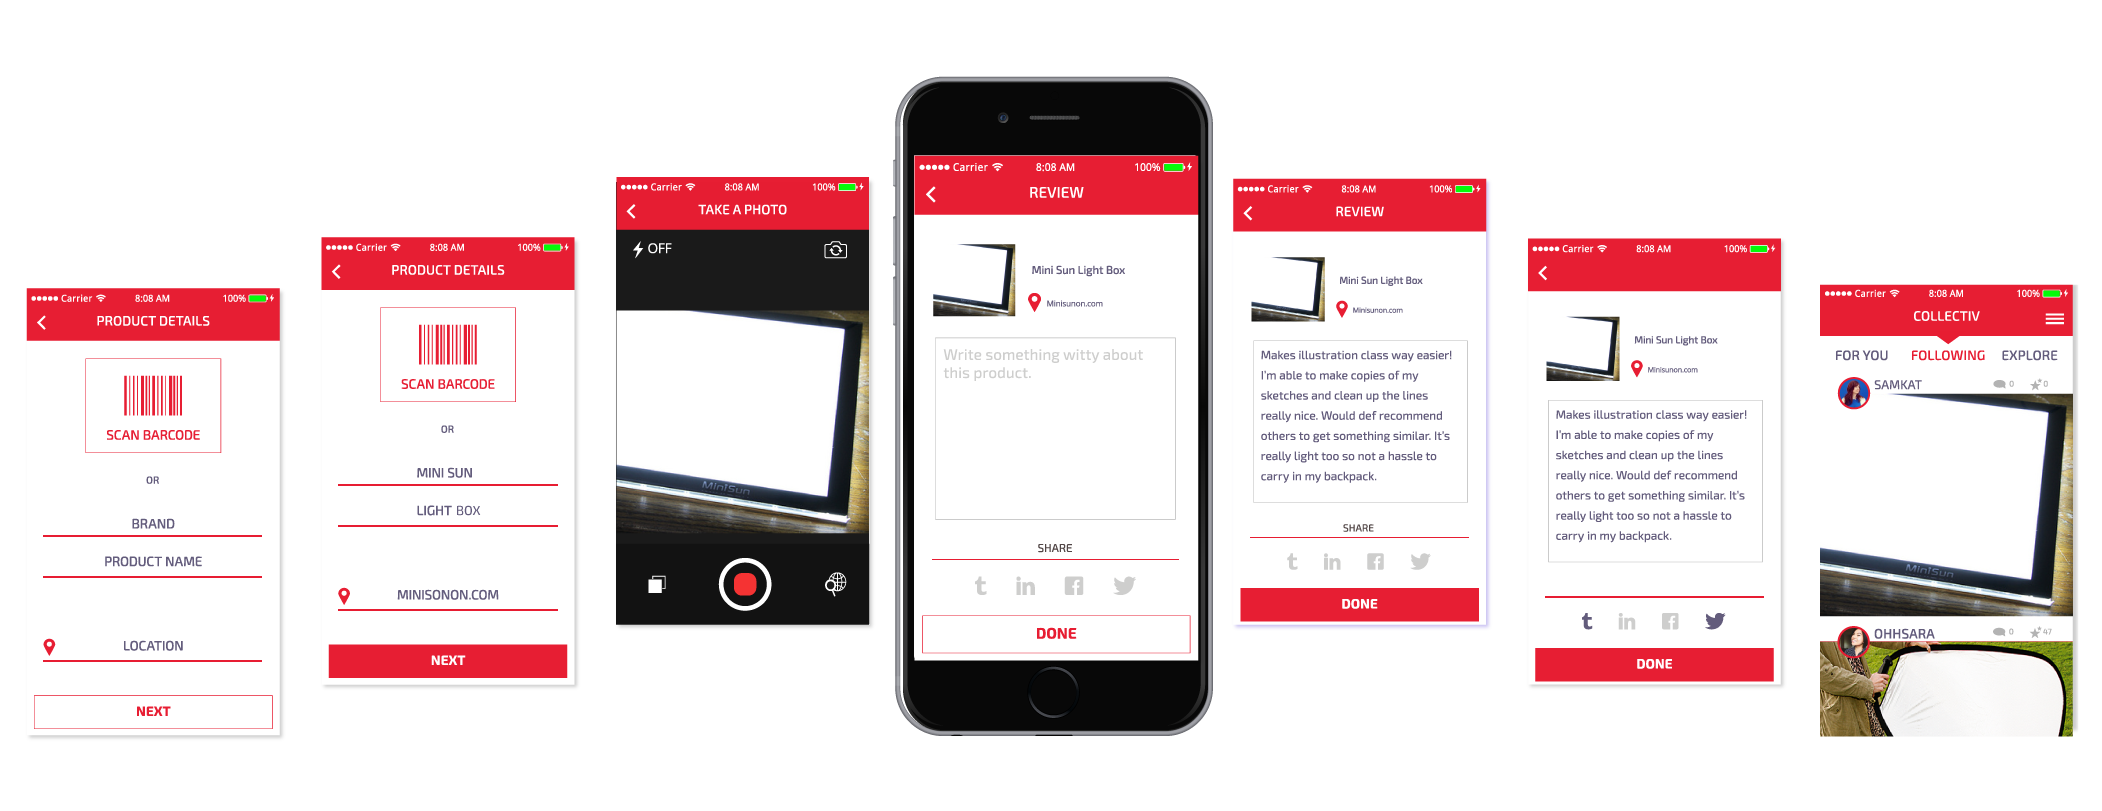 Carrier
8:08 AM
100%
PRODUCT DETAILS
SCAN BARCODE
OR
BRAND
PRODUCT NAME
LOCATION
NEXT
Carrier
8:08 AM
100%
PRODUCT DETAILS
SCAN BARCODE
OR
MINI SUN
LIGHT BOX
MINISONON.COM
NEXT
Carrier
8:08 AM
100%
TAKE A PHOTO
OFF
MiniSun
Carrier
8:08 AM
100%
REVIEW
Mini Sun Light Box
Minisunon.com
Write something witty about
this product.
SHARE
DONE
Carrier
8:08 AM
100%
REVIEW
Mini Sun Light Box
Minisunon.com
Makes illustration class way easier!
I'm able to make copies of my
sketches and clean up the lines
really nice. Would def recommend
others to get something similar. It's
really light too so not a hassle to
carry in my backpack.
SHARE
DONE
Carrier
8:08 AM
100%
Mini Sun Light Box
Minisunon.com
Makes illustration class way easier!
I'm able to make copies of my
sketches and clean up the lines
really nice. Would def recommend
others to get something similar. It's
really light too so not a hassle to
carry in my backpack.
DONE
Carrier
8:08 AM
100%
COLLECTIV
FOR YOU FOLLOWING EXPLORE
SAMKAT 0 0
MiniSun
OHHSARA 0 47